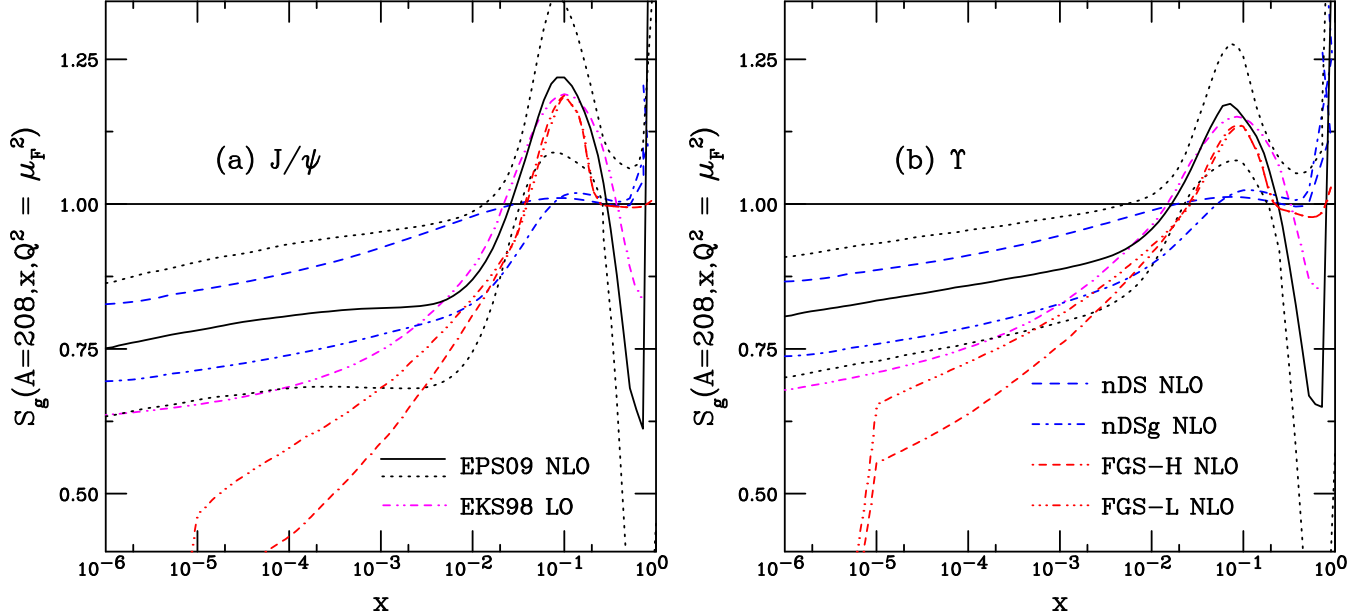 S_g(A=208,x,Q^2 = μ_F^2)
1.25
1.00
0.75
0.50
(a) J/ψ
EPS09 NLO
EKS98 LO
10^-6 10^-5 10^-4 10^-3 10^-2 10^-1 10^0
x
S_g(A=208,x,Q^2 = μ_F^2)
1.25
1.00
0.75
0.50
(b) Υ
nDS NLO
nDSg NLO
FGS-H NLO
FGS-L NLO
10^-6 10^-5 10^-4 10^-3 10^-2 10^-1 10^0
x